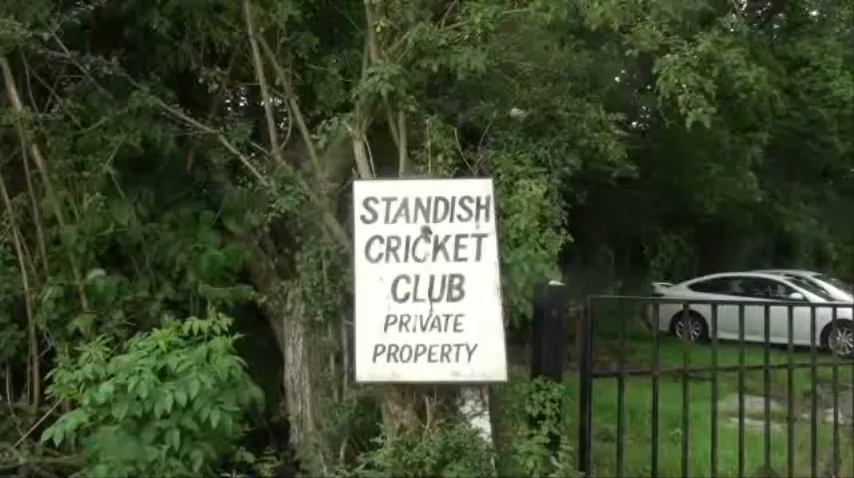 STANDISH
CRICKET
CLUB
PRIVATE
PROPERTY